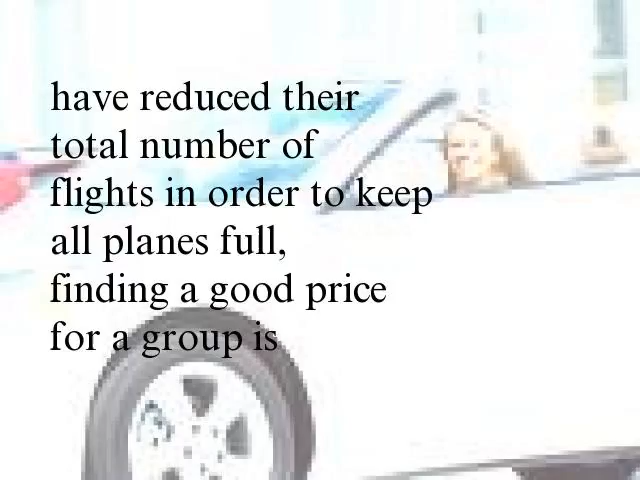 have reduced their
total number of
flights in order to keep
all planes full,
finding a good price
for a group is